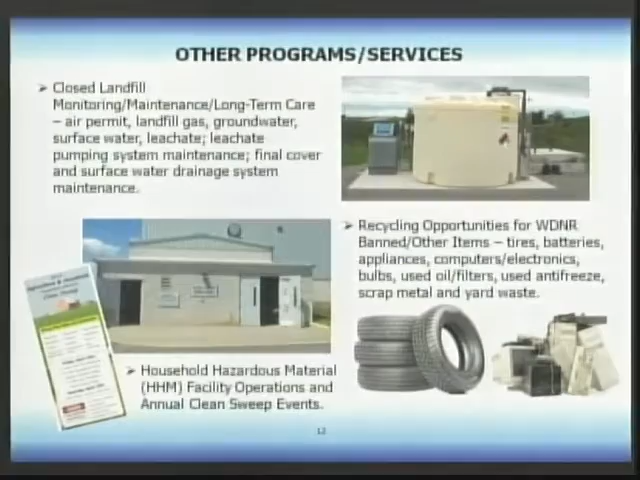 OTHER PROGRAMS/SERVICES
➢ Closed Landfill
Monitoring/Maintenance/Long-Term Care
– air permit, landfill gas, groundwater,
surface water, leachate; leachate
pumping system maintenance; final cover
and surface water drainage system
maintenance.
➢ Recycling Opportunities for WDNR
Banned/Other Items – tires, batteries,
appliances, computers/electronics,
bulbs, used oil/filters, used antifreeze,
scrap metal and yard waste.
➢ Household Hazardous Material
(HHM) Facility Operations and
Annual Clean Sweep Events.
12